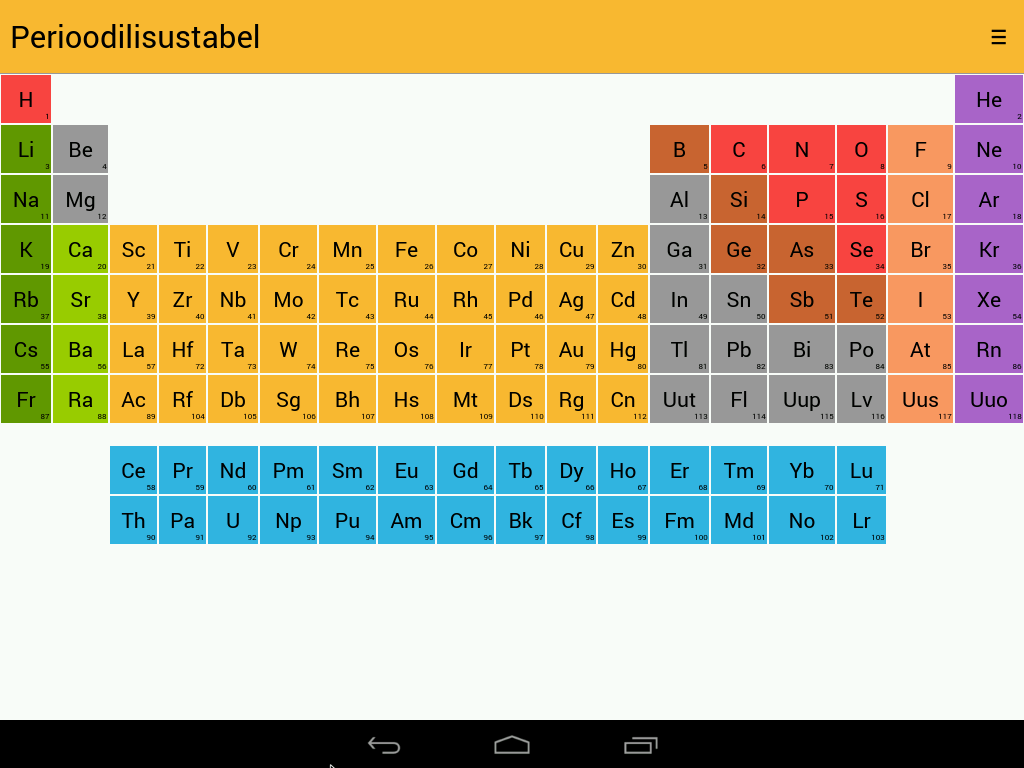 Perioodilisustabel
H 1 He 2
Li 3 Be 4 B 5 C 6 N 7 O 8 F 9 Ne 10
Na 11 Mg 12 Al 13 Si 14 P 15 S 16 Cl 17 Ar 18
K 19 Ca 20 Sc 21 Ti 22 V 23 Cr 24 Mn 25 Fe 26 Co 27 Ni 28 Cu 29 Zn 30 Ga 31 Ge 32 As 33 Se 34 Br 35 Kr 36
Rb 37 Sr 38 Y 39 Zr 40 Nb 41 Mo 42 Tc 43 Ru 44 Rh 45 Pd 46 Ag 47 Cd 48 In 49 Sn 50 Sb 51 Te 52 I 53 Xe 54
Cs 55 Ba 56 La 57 Hf 72 Ta 73 W 74 Re 75 Os 76 Ir 77 Pt 78 Au 79 Hg 80 Tl 81 Pb 82 Bi 83 Po 84 At 85 Rn 86
Fr 87 Ra 88 Ac 89 Rf 104 Db 105 Sg 106 Bh 107 Hs 108 Mt 109 Ds 110 Rg 111 Cn 112 Uut 113 Fl 114 Uup 115 Lv 116 Uus 117 Uuo 118
Ce 58 Pr 59 Nd 60 Pm 61 Sm 62 Eu 63 Gd 64 Tb 65 Dy 66 Ho 67 Er 68 Tm 69 Yb 70 Lu 71
Th 90 Pa 91 U 92 Np 93 Pu 94 Am 95 Cm 96 Bk 97 Cf 98 Es 99 Fm 100 Md 101 No 102 Lr 103